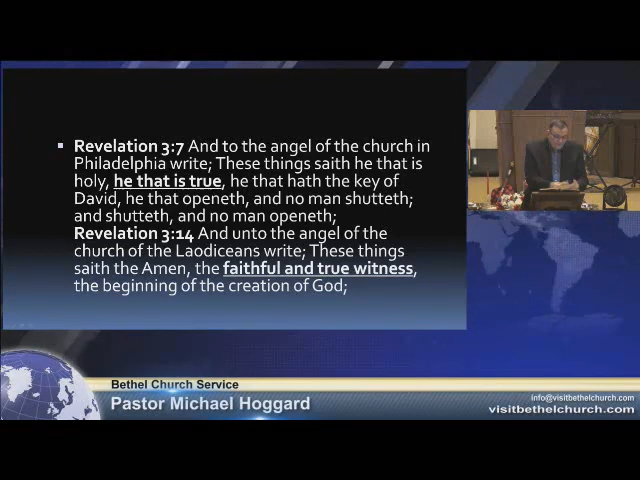 ▪ Revelation 3:7 And to the angel of the church in
Philadelphia write; These things saith he that is
holy, he that is true, he that hath the key of
David, he that openeth, and no man shutteth;
and shutteth, and no man openeth;
Revelation 3:14 And unto the angel of the
church of the Laodiceans write; These things
saith the Amen, the faithful and true witness,
the beginning of the creation of God;
Bethel Church Service
Pastor Michael Hoggard
info@visitbethelchurch.com
visitbethelchurch.com